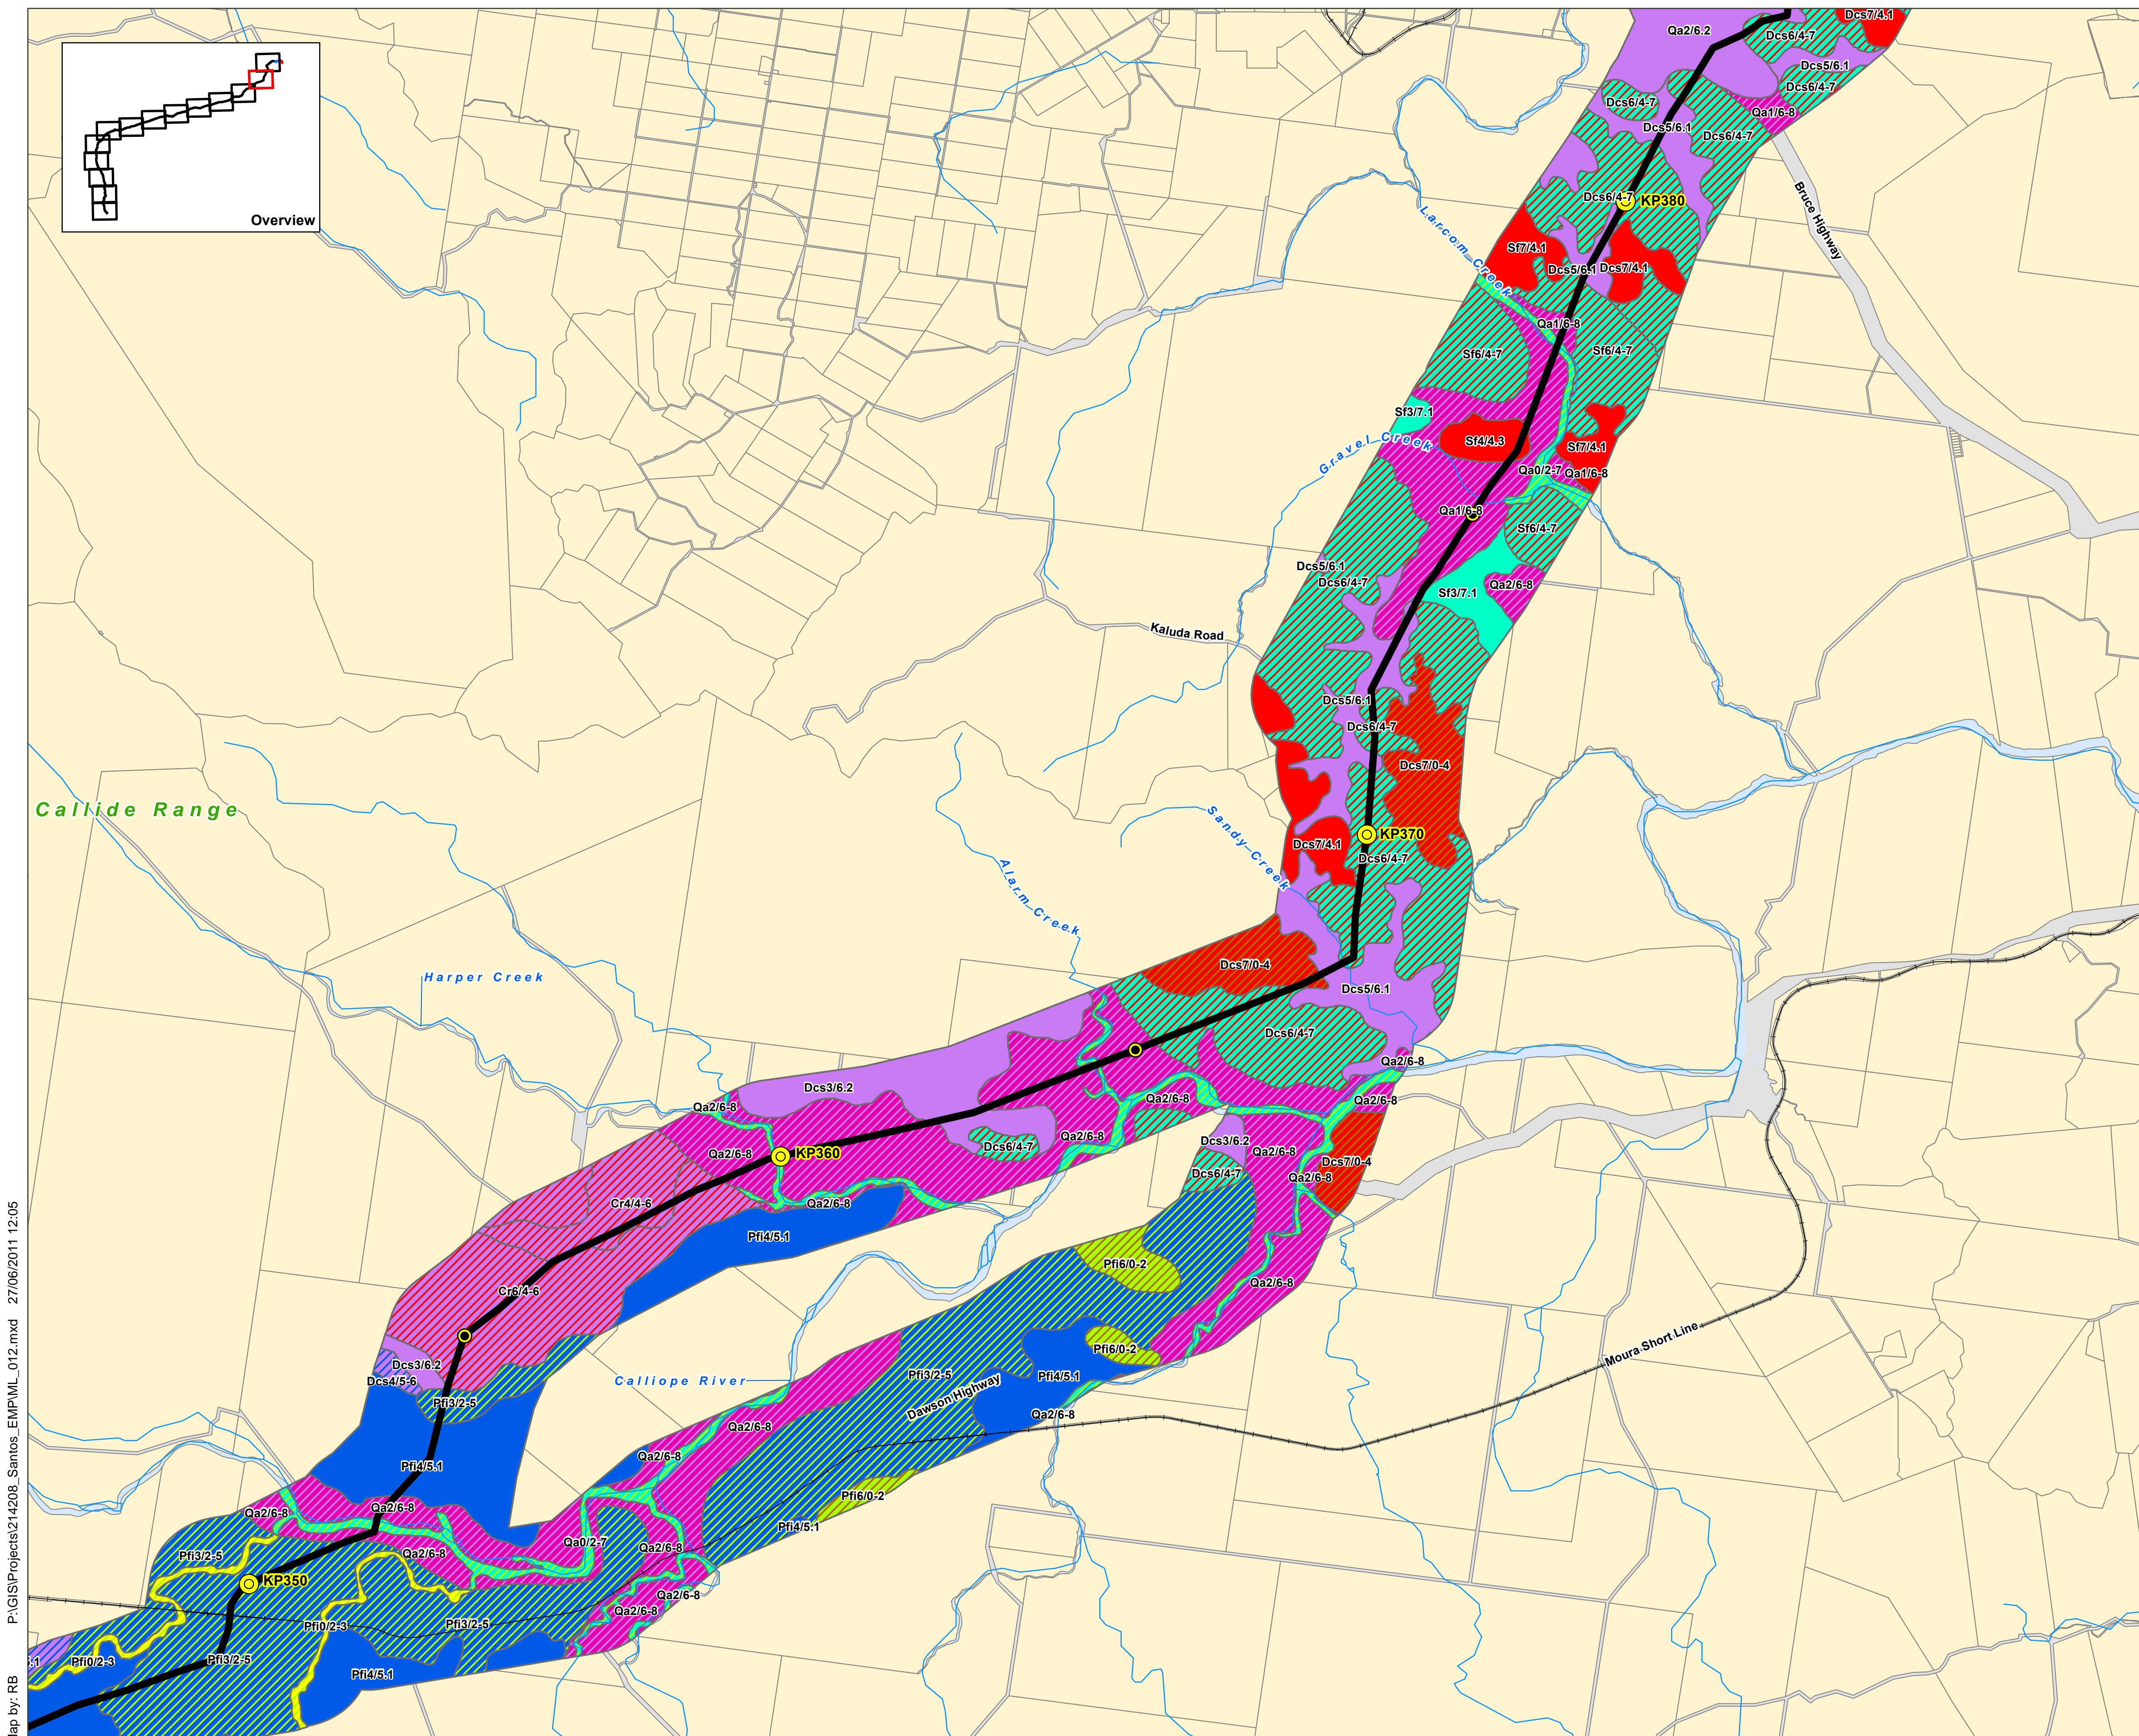 Overview
Qa2/6.2
Dcs7/4.1
Dcs6/4-7
Dcs5/6.1
Dcs6/4-7
Dcs6/4-7
Qa1/6-8
Dcs5/6.1
Dcs6/4-7
Bruce Highway
Dcs6/4-7
KP380
Larcom Creek
Sf7/4.1
Dcs5/6.1
Dcs7/4.1
Qa1/6-8
Sf6/4-7
Sf6/4-7
Sf3/7.1
Gravel Creek
Sf4/4.3
Sf7/4.1
Qa0/2-7
Qa1/6-8
Qa1/6-8
Sf6/4-7
Dcs5/6.1
Dcs6/4-7
Qa2/6-8
Sf3/7.1
Kaluda Road
Dcs5/6.1
Dcs6/4-7
Dcs7/0-4
Callide Range
KP370
Sandy Creek
Dcs7/4.1
Dcs6/4-7
Alarm Creek
Harper Creek
Dcs7/0-4
Dcs5/6.1
Dcs6/4-7
Qa2/6-8
Dcs3/6.2
Qa2/6-8
Qa2/6-8
Qa2/6-8
Qa2/6-8
Dcs3/6.2
Dcs6/4-7
Qa2/6-8
KP360
Qa2/6-8
Dcs7/0-4
Dcs6/4-7
Qa2/6-8
Cr4/4-6
Qa2/6-8
Pfi4/5.1
Pfi6/0-2
Qa2/6-8
Cr6/4-6
Moura Short Line
Pfi6/0-2
Dcs3/6.2
Dcs4/5-6
Calliope River
Pfi3/2-5
Pfi4/5.1
Dawson Highway
Pfi3/2-5
Qa2/6-8
Qa2/6-8
Qa2/6-8
Pfi4/5.1
Pfi6/0-2
Qa2/6-8
Qa2/6-8
Pfi4/5.1
Qa0/2-7
Qa2/6-8
Pfi3/2-5
Qa2/6-8
KP350
Qa2/6-8
Qa2/6-8
Pfi0/2-3
Pfi3/2-5
Pfi3/2-5
Pfi0/2-3
.1
Pfi4/5.1
ap by: RB P:\GIS\Projects\214208_Santos_EMP\ML_012.mxd 27/06/2011 12:05